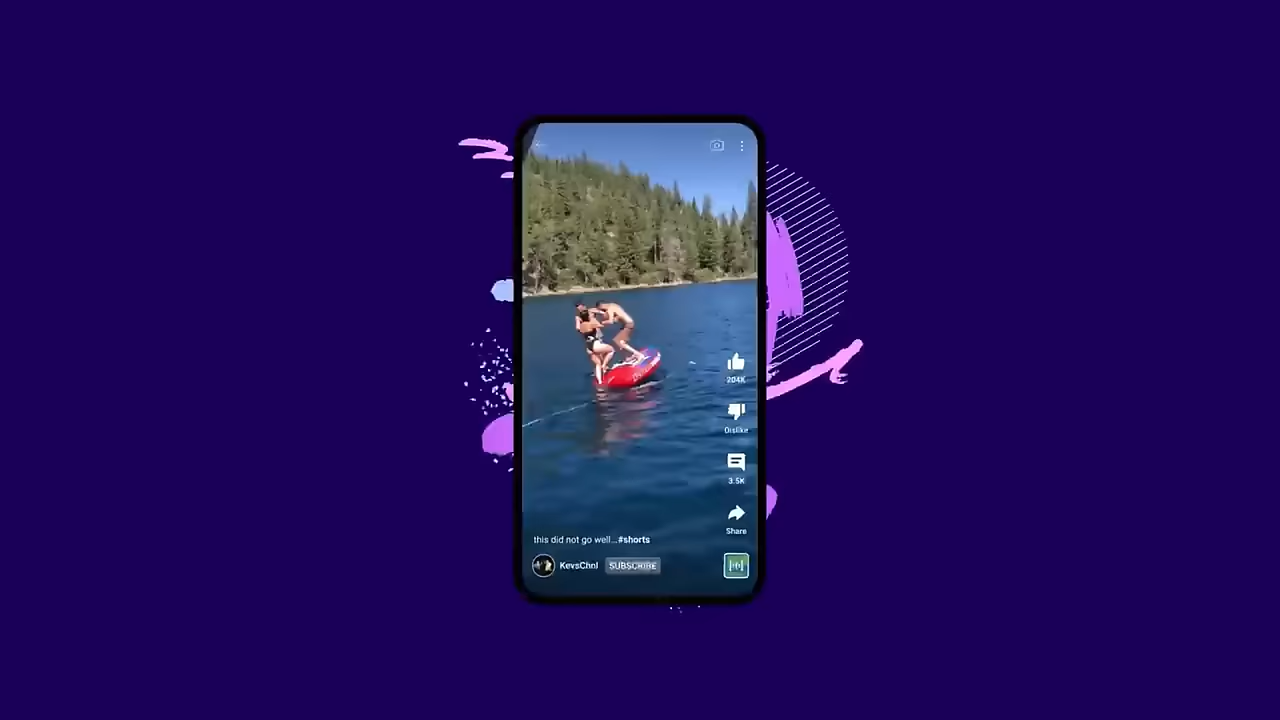 204K
Dislike
3.5K
Share
this did not go well...#shorts
KevsChnl SUBSCRIBE